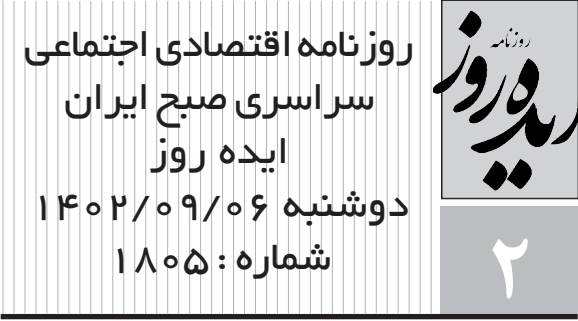 روزنامه
ایده روز
۲
روزنامه اقتصادی اجتماعی
سراسری صبح ایران
ایده روز
دوشنبه ۱۴۰۲/۰۹/۰۶
شماره : ۱۸۰۵